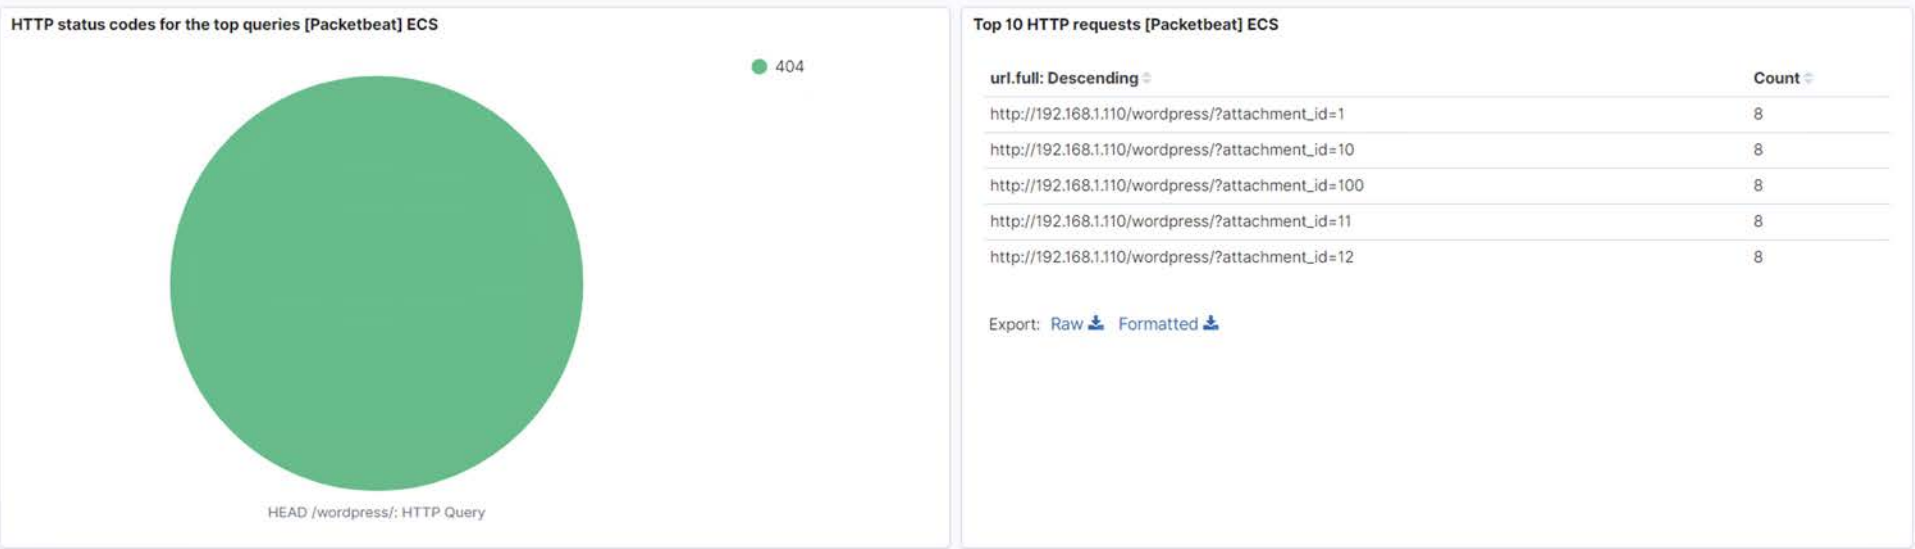 HTTP status codes for the top queries [Packetbeat] ECS
404
HEAD /wordpress/: HTTP Query
Top 10 HTTP requests [Packetbeat] ECS
url.full: Descending Count
http://192.168.1.110/wordpress/?attachment_id=1 8
http://192.168.1.110/wordpress/?attachment_id=10 8
http://192.168.1.110/wordpress/?attachment_id=100 8
http://192.168.1.110/wordpress/?attachment_id=11 8
http://192.168.1.110/wordpress/?attachment_id=12 8
Export: Raw Formatted